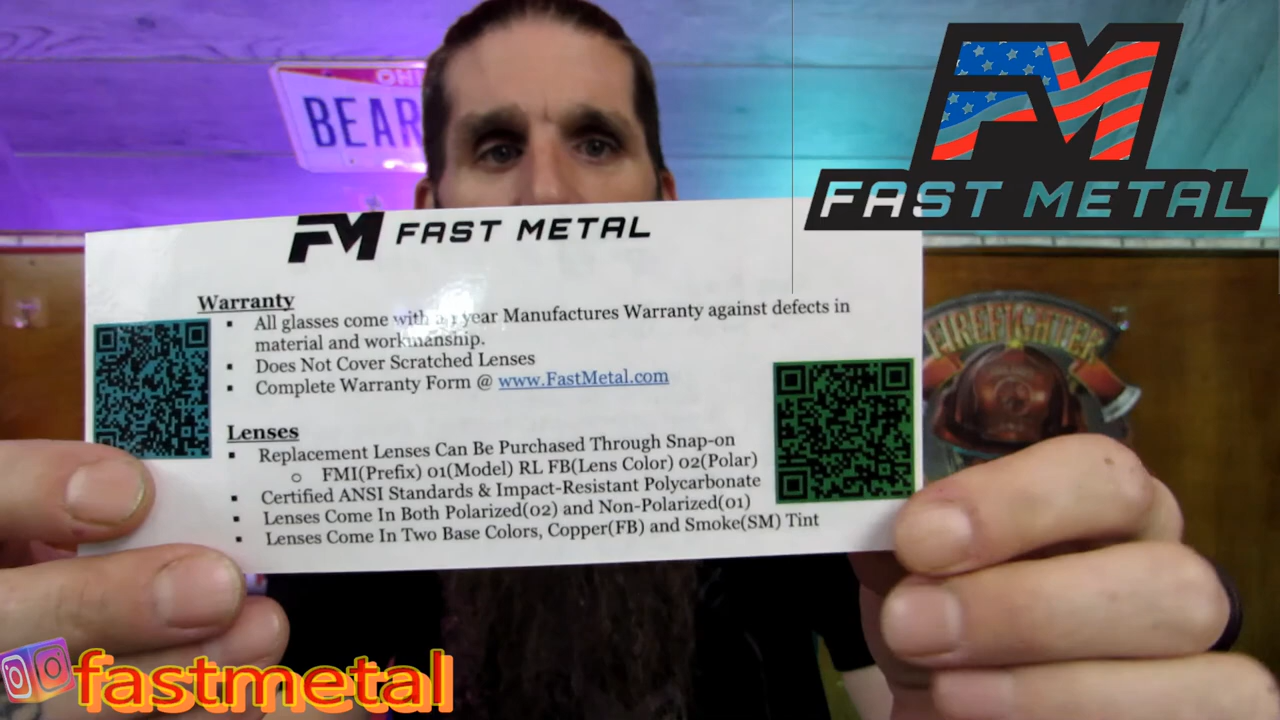 OHI
BEAR
FM
FAST METAL
FM FAST METAL
Warranty
▪ All glasses come with a 1 year Manufactures Warranty against defects in
material and workmanship.
▪ Does Not Cover Scratched Lenses
▪ Complete Warranty Form @ www.FastMetal.com
Lenses
▪ Replacement Lenses Can Be Purchased Through Snap-on
o FMI(Prefix) 01(Model) RL FB(Lens Color) 02(Polar)
▪ Certified ANSI Standards & Impact-Resistant Polycarbonate
▪ Lenses Come In Both Polarized(02) and Non-Polarized(01)
▪ Lenses Come In Two Base Colors, Copper(FB) and Smoke(SM) Tint
FIREFIGHTER
fastmetal